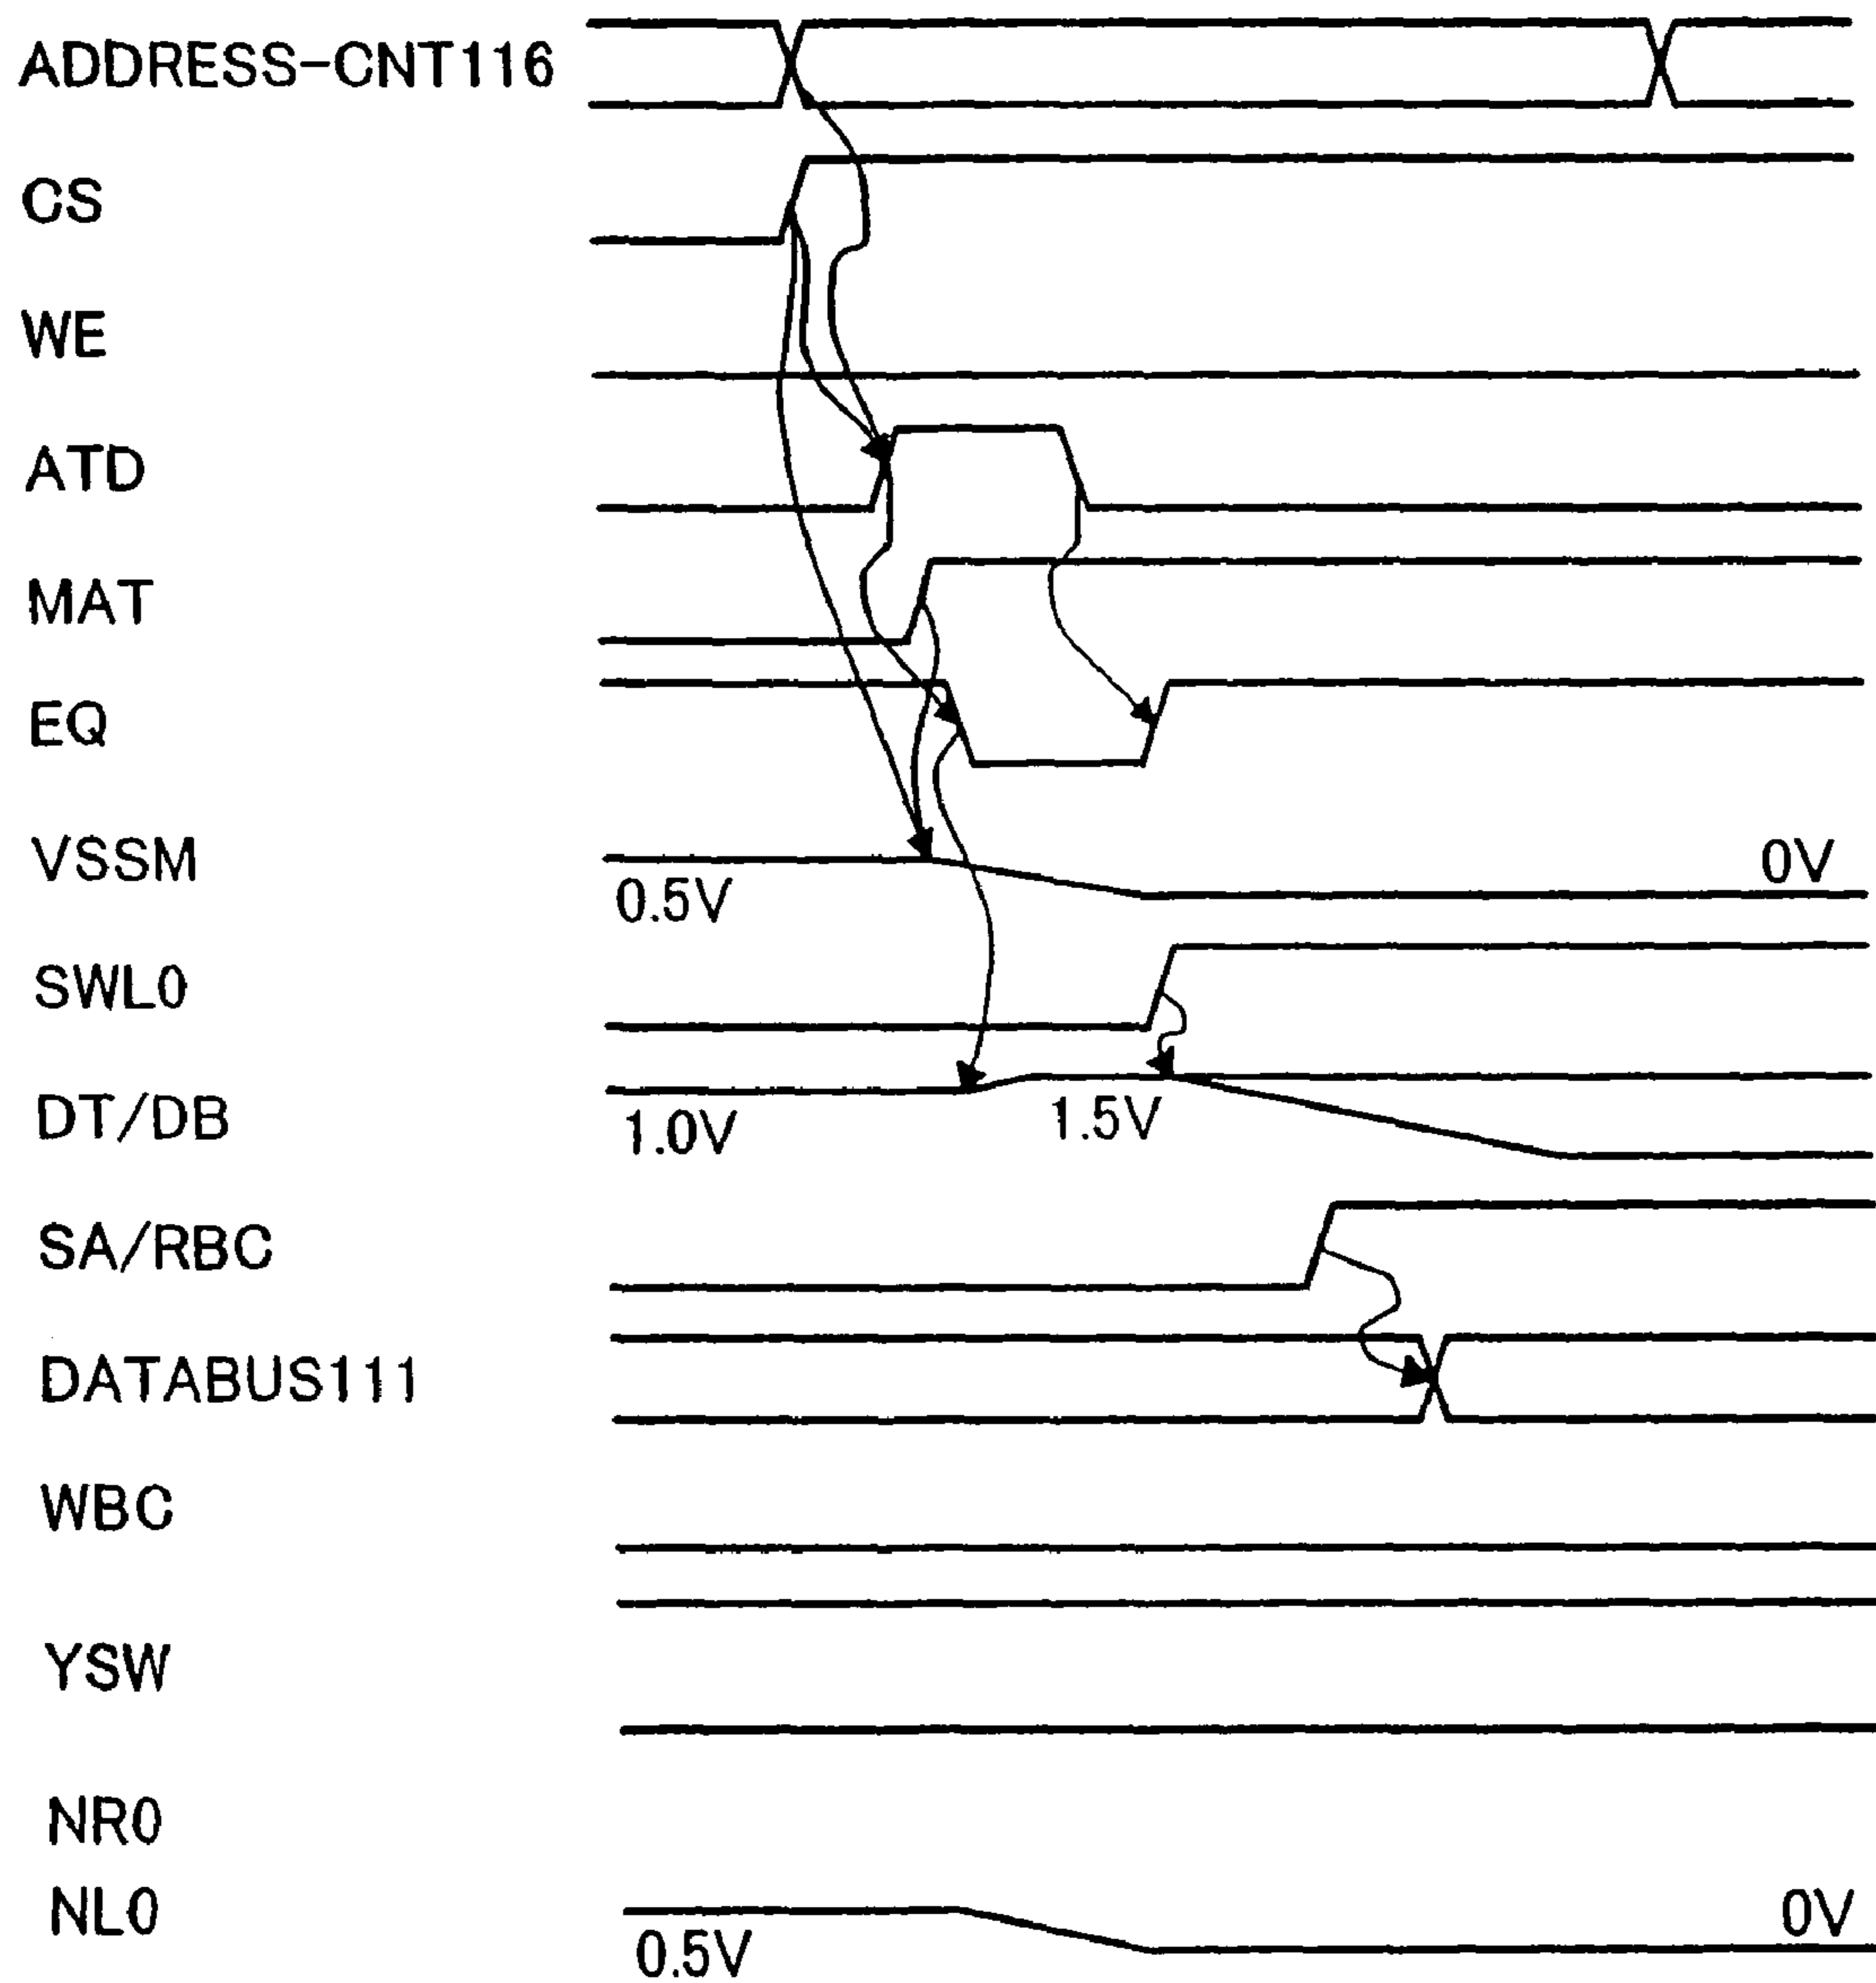 ADDRESS-CNT116
CS
WE
ATD
MAT
EQ
VSSM
0.5V
0V
SWL0
DT/DB
1.0V
1.5V
SA/RBC
DATABUS111
WBC
YSW
NR0
NL0
0.5V
0V